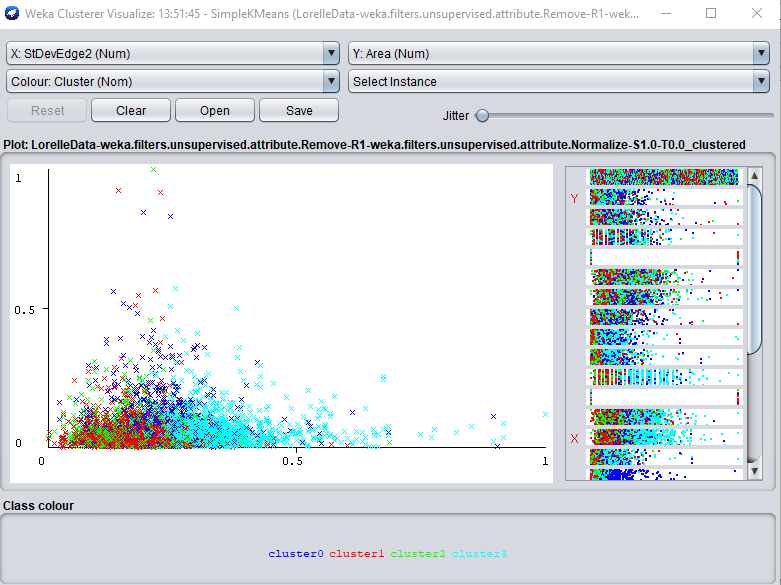 Weka Clusterer Visualize: 13:51:45 - SimpleKMeans (LorelleData-weka.filters.unsupervised.attribute.Remove-R1-wek...
X: StDevEdge2 (Num) Y: Area (Num)
Colour: Cluster (Nom) Select Instance
Reset Clear Open Save Jitter
Plot: LorelleData-weka.filters.unsupervised.attribute.Remove-R1-weka.filters.unsupervised.attribute.Normalize-S1.0-T0.0_clustered
1
Y
0.5
X
0
0 0.5 1
Class colour
cluster0 cluster1 cluster2 cluster3